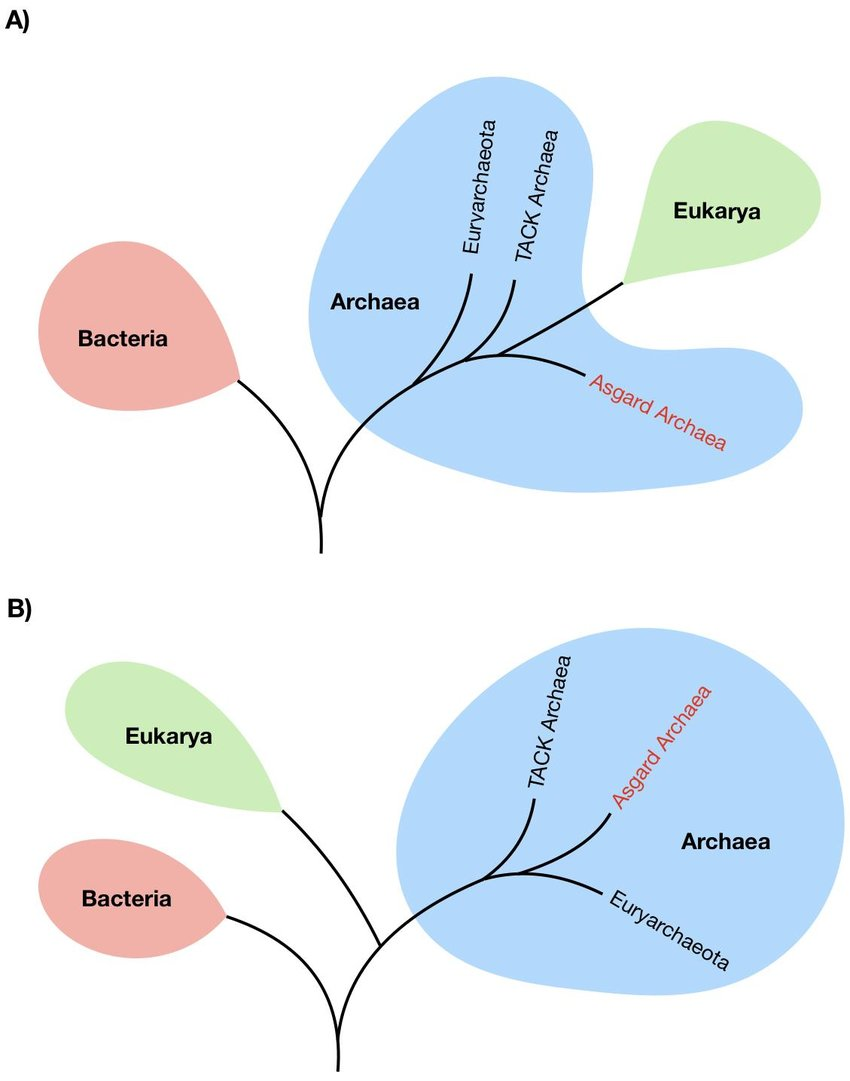 A)
Euryarchaeota
TACK Archaea
Eukarya
Archaea
Bacteria
Asgard Archaea
B)
TACK Archaea
Asgard Archaea
Eukarya
Archaea
Bacteria
Euryarchaeota